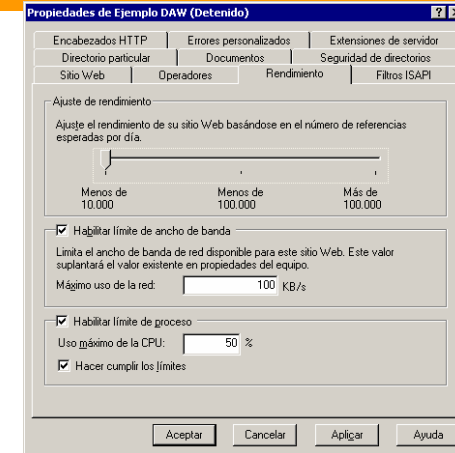 Propiedades de Ejemplo DAW (Detenido)
Encabezados HTTP Errores personalizados Extensiones de servidor
Directorio particular Documentos Seguridad de directorios
Sitio Web Operadores Rendimiento Filtros ISAPI
Ajuste de rendimiento
Ajuste el rendimiento de su sitio Web basándose en el número de referencias
esperadas por día.
Menos de Menos de Más de
10.000 100.000 100.000
Habilitar límite de ancho de banda
Limita el ancho de banda de red disponible para este sitio Web. Este valor
suplantará el valor existente en propiedades del equipo.
Máximo uso de la red: 100 KB/s
Habilitar límite de proceso
Uso máximo de la CPU: 50 %
Hacer cumplir los límites
Aceptar Cancelar Aplicar Ayuda